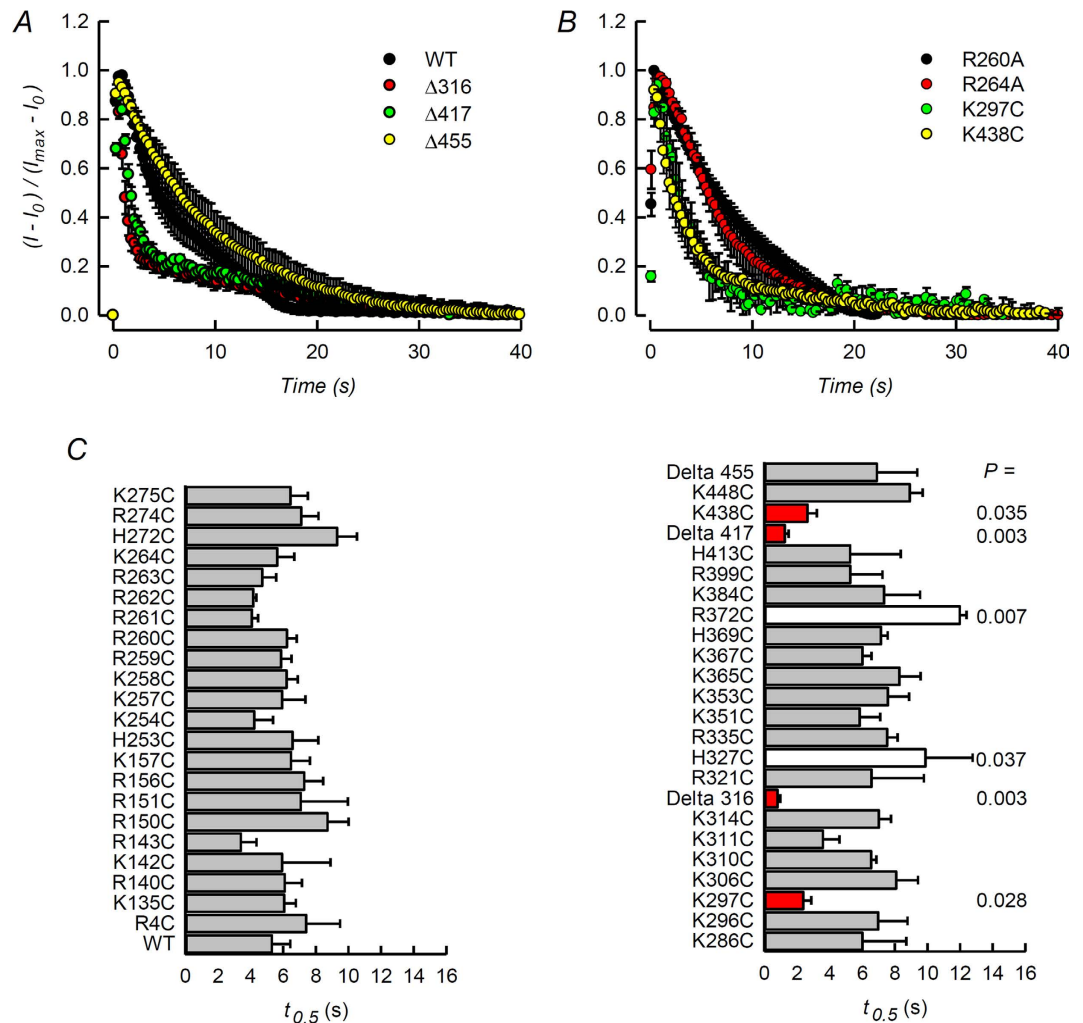 A
1.2
1.0
0.8
0.6
0.4
0.2
0.0
(I - I0) / (Imax - I0)
WT
Δ316
Δ417
Δ455
0 10 20 30 40
Time (s)
B
1.2
1.0
0.8
0.6
0.4
0.2
0.0
R260A
R264A
K297C
K438C
0 10 20 30 40
Time (s)
C
K275C
R274C
H272C
K264C
R263C
R262C
R261C
R260C
R259C
K258C
K257C
K254C
H253C
K157C
R156C
R151C
R150C
R143C
K142C
R140C
K135C
R4C
WT
0 2 4 6 8 10 12 14 16
t0.5 (s)
P =
Delta 455
K448C
K438C 0.035
Delta 417 0.003
H413C
R399C
K384C
R372C 0.007
H369C
K367C
K365C
K353C
K351C
R335C
H327C 0.037
R321C
Delta 316 0.003
K314C
K311C
K310C
K306C
K297C 0.028
K296C
K286C
0 2 4 6 8 10 12 14 16
t0.5 (s)